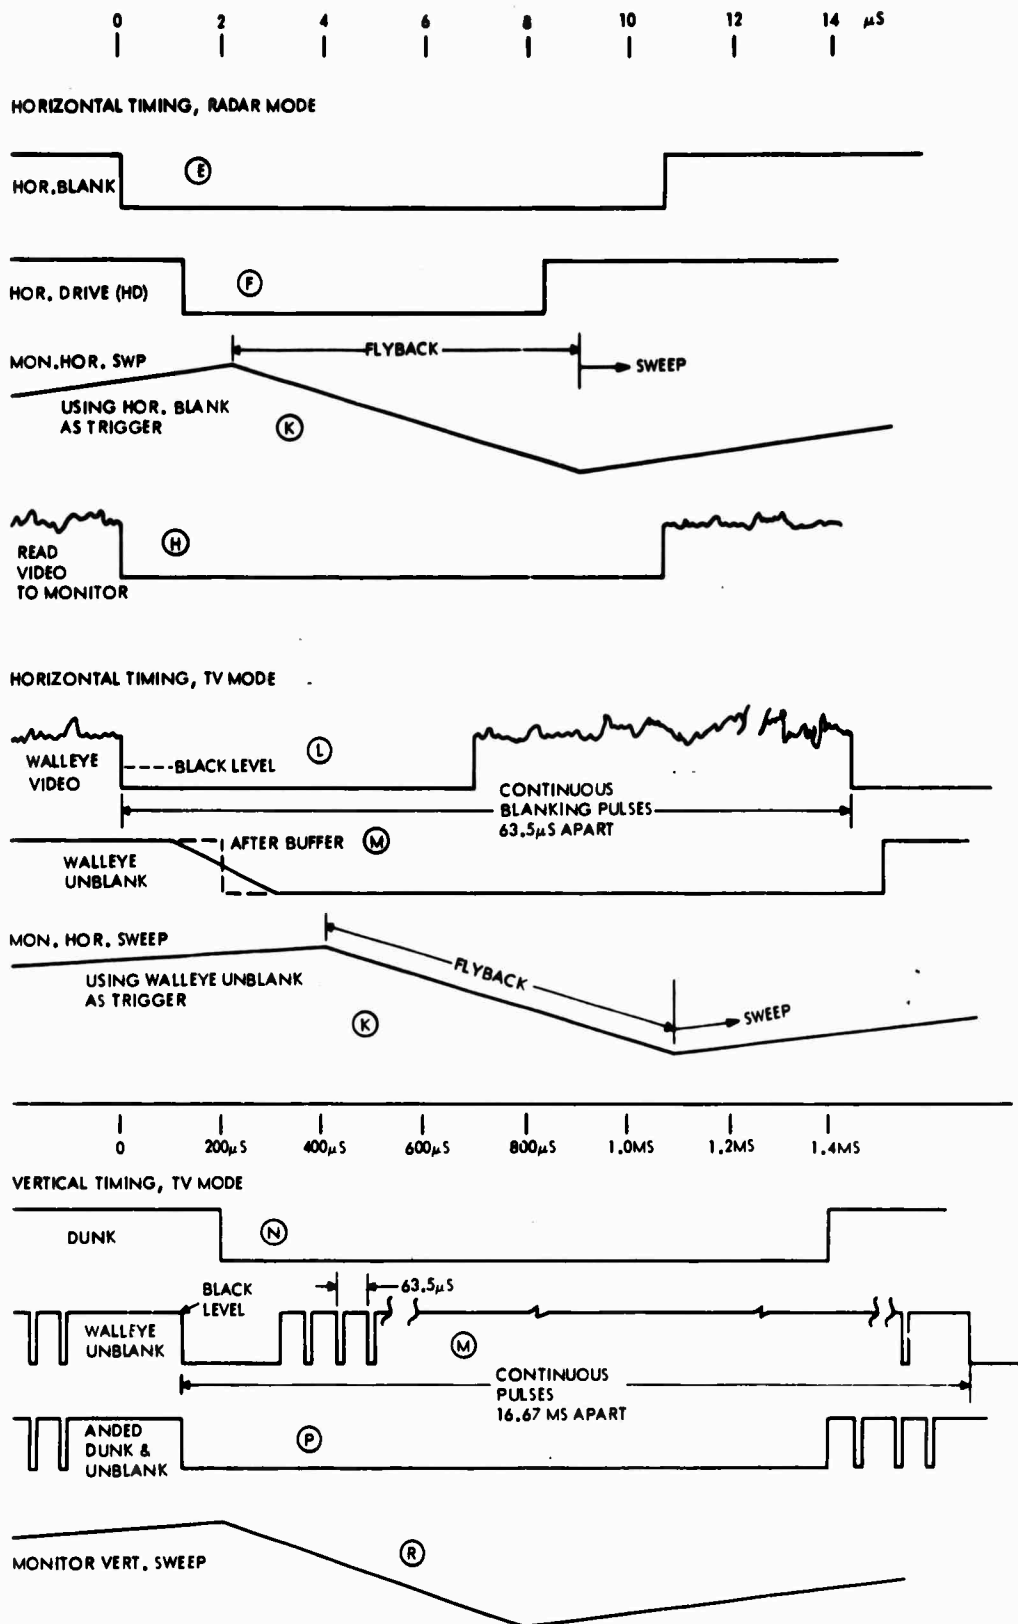 0 2 4 6 8 10 12 14 μS
HORIZONTAL TIMING, RADAR MODE
HOR. BLANK
E
HOR. DRIVE (HD)
F
MON. HOR. SWP
FLYBACK
SWEEP
USING HOR. BLANK
AS TRIGGER
K
READ
VIDEO
TO MONITOR
H
HORIZONTAL TIMING, TV MODE
WALLEYE
VIDEO
BLACK LEVEL
L
CONTINUOUS
BLANKING PULSES
63.5μS APART
WALLEYE
UNBLANK
AFTER BUFFER
M
MON. HOR. SWEEP
USING WALLEYE UNBLANK
AS TRIGGER
FLYBACK
SWEEP
K
0 200μS 400μS 600μS 800μS 1.0MS 1.2MS 1.4MS
VERTICAL TIMING, TV MODE
DUNK
N
BLACK
LEVEL
63.5μS
WALLEYE
UNBLANK
M
CONTINUOUS
PULSES
16.67 MS APART
ANDED
DUNK &
UNBLANK
P
MONITOR VERT. SWEEP
R